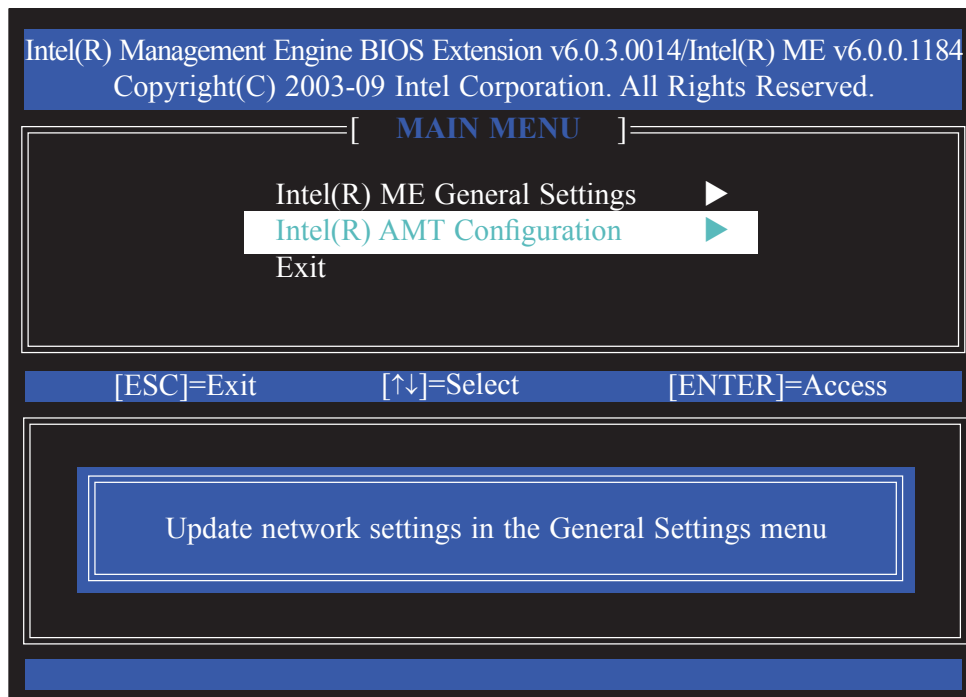 Intel(R) Management Engine BIOS Extension v6.0.3.0014/Intel(R) ME v6.0.0.1184
Copyright(C) 2003-09 Intel Corporation. All Rights Reserved.
[ MAIN MENU ]
Intel(R) ME General Settings ▶
Intel(R) AMT Configuration ▶
Exit
[ESC]=Exit [↑↓]=Select [ENTER]=Access
Update network settings in the General Settings menu